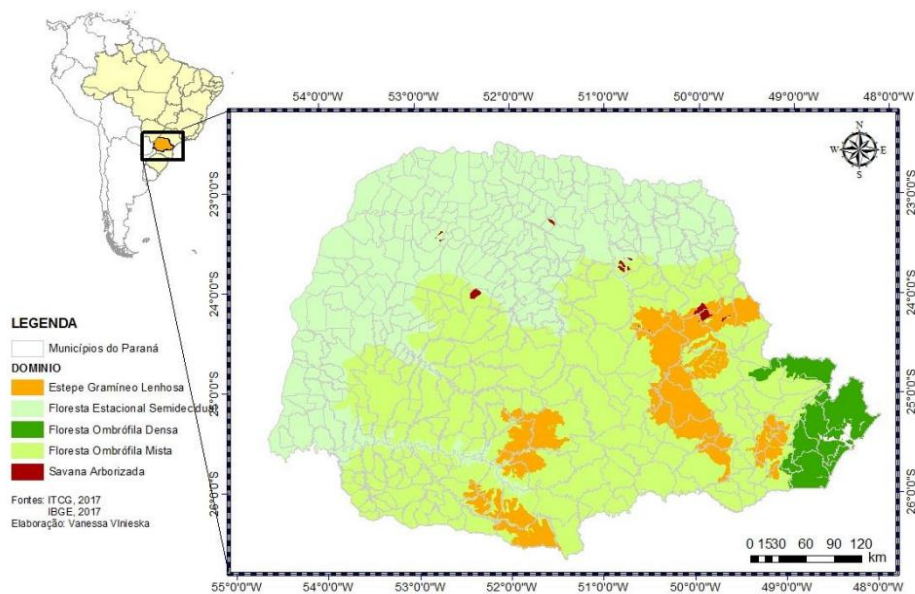 54°0'0"W 53°0'0"W 52°0'0"W 51°0'0"W 50°0'0"W 49°0'0"W 48°0'0"W
N
W E
S
23°0'0"S 23°0'0"S
24°0'0"S 24°0'0"S
25°0'0"S 25°0'0"S
26°0'0"S 26°0'0"S
LEGENDA
Municípios do Paraná
DOMINIO
Estepe Gramíneo Lenhosa
Floresta Estacional Semidecidual
Floresta Ombrófila Densa
Floresta Ombrófila Mista
Savana Arborizada
Fontes: ITCG, 2017
IBGE, 2017
Elaboração: Vanessa VInieska
0 15 30 60 90 120
km
55°0'0"W 54°0'0"W 53°0'0"W 52°0'0"W 51°0'0"W 50°0'0"W 49°0'0"W 48°0'0"W